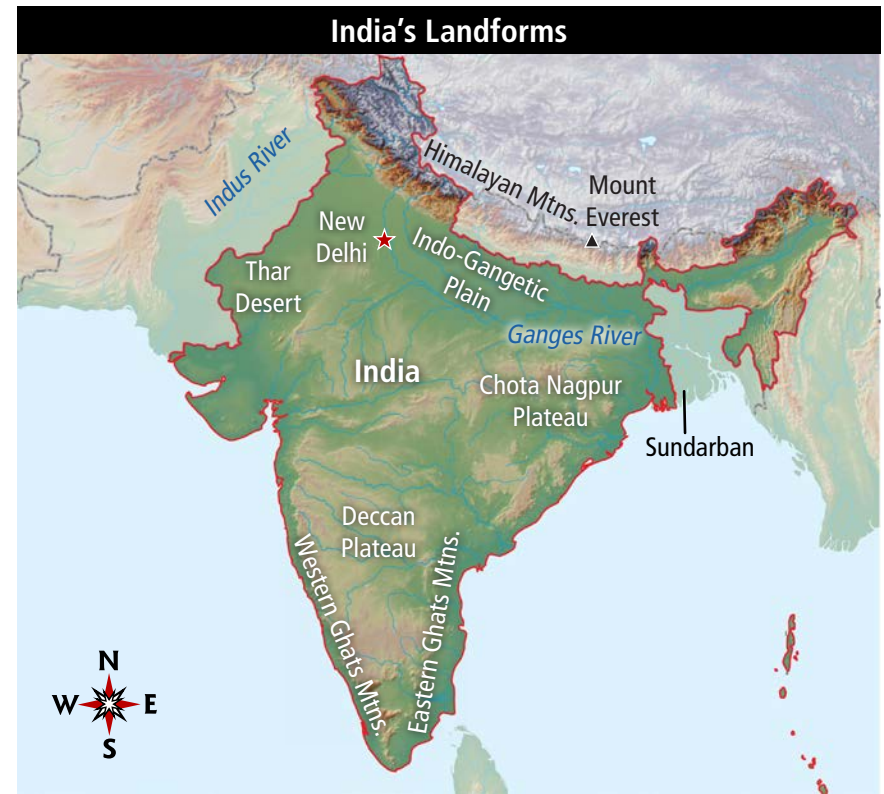 India’s Landforms
Indus River
Himalayan Mtns.
Mount
Everest
New
Delhi
Indo-Gangetic
Plain
Thar
Desert
Ganges River
India
Chota Nagpur
Plateau
Sundarban
Deccan
Plateau
Western Ghats Mtns.
Eastern Ghats Mtns.
N
W E
S